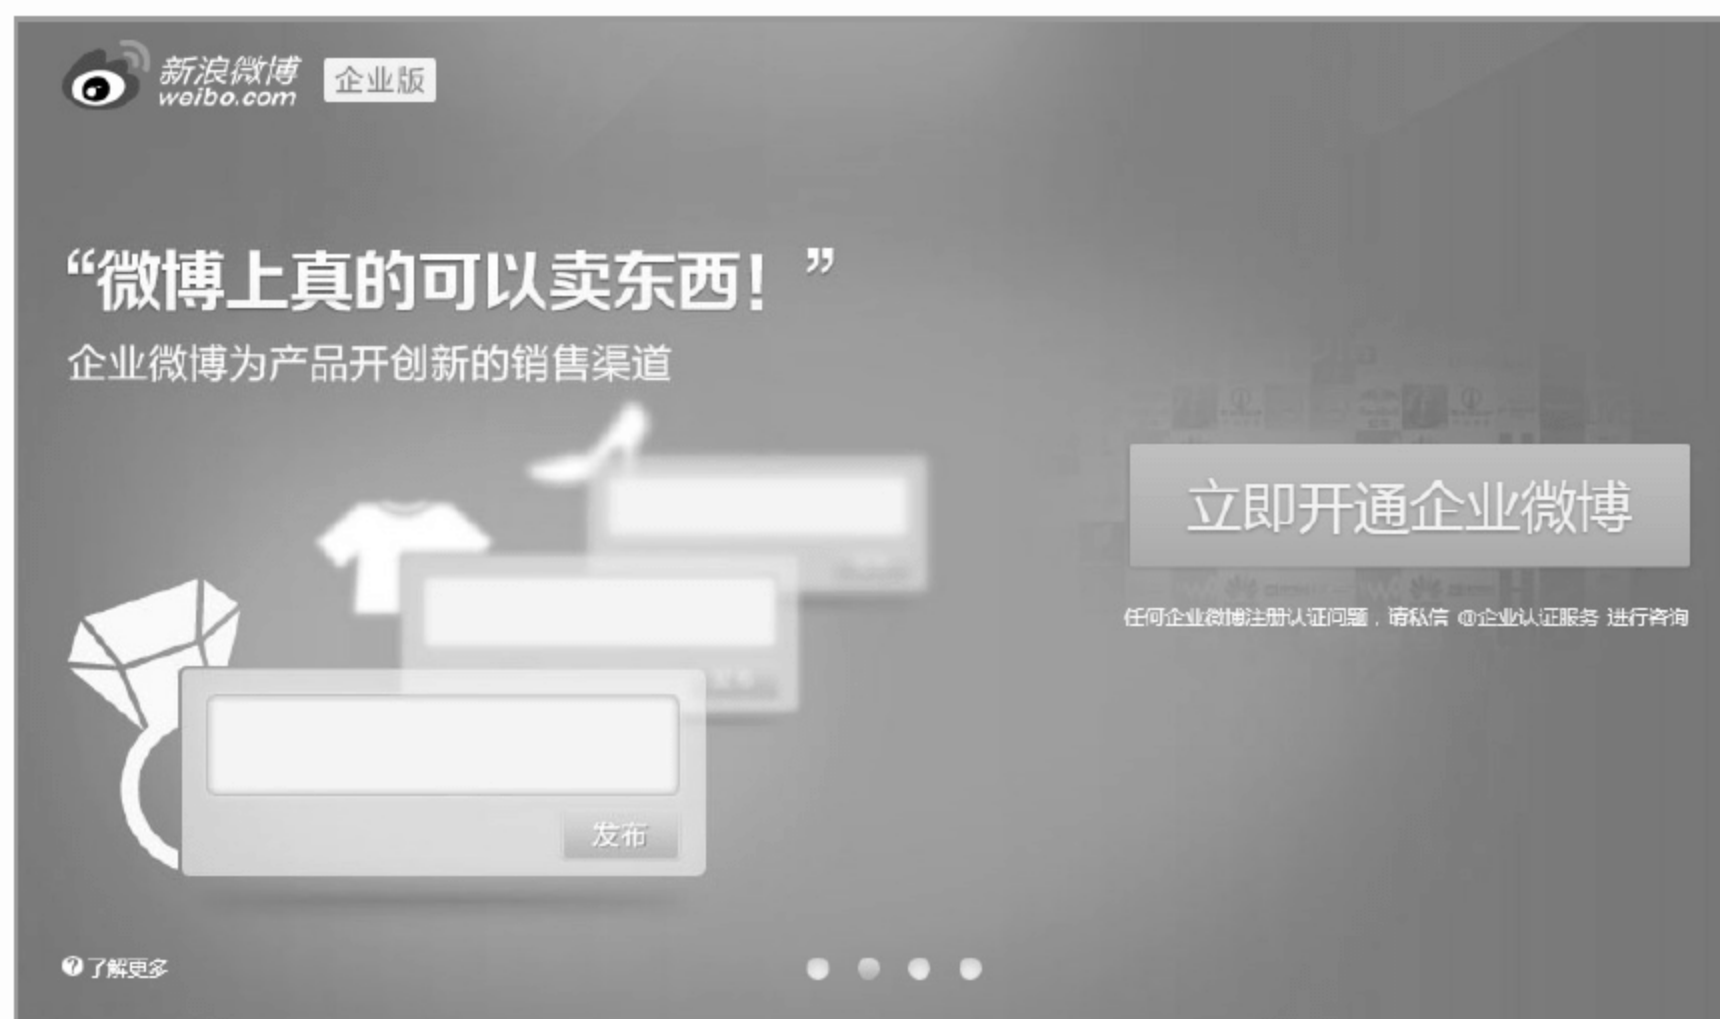 新浪微博
weibo.com
企业版
“微博上真的可以卖东西！”
企业微博为产品开创新的销售渠道
立即开通企业微博
任何企业微博注册认证问题，请私信 @企业认证服务 进行咨询
发布
了解更多